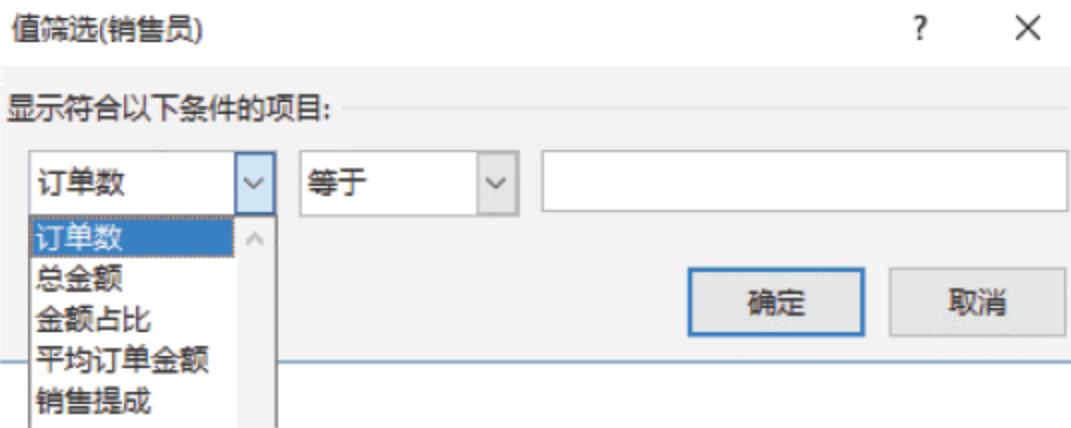 值筛选(销售员) ?
显示符合以下条件的项目:
订单数 等于
订单数
总金额
确定 取消
金额占比
平均订单金额
销售提成